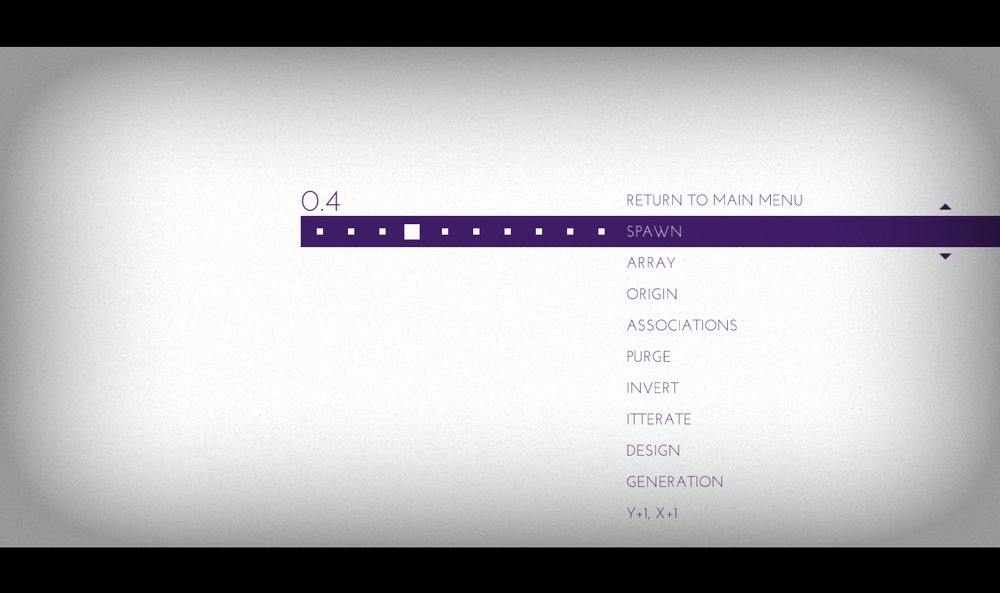 0.4
RETURN TO MAIN MENU
SPAWN
ARRAY
ORIGIN
ASSOCIATIONS
PURGE
INVERT
ITTERATE
DESIGN
GENERATION
Y+1, X+1